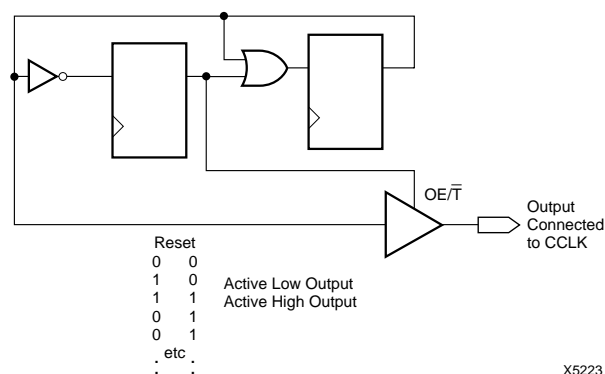 OE/T̅
Output
Connected
to CCLK
Reset
0 0
1 0 Active Low Output
1 1 Active High Output
0 1
0 1
. etc .
. .
X5223